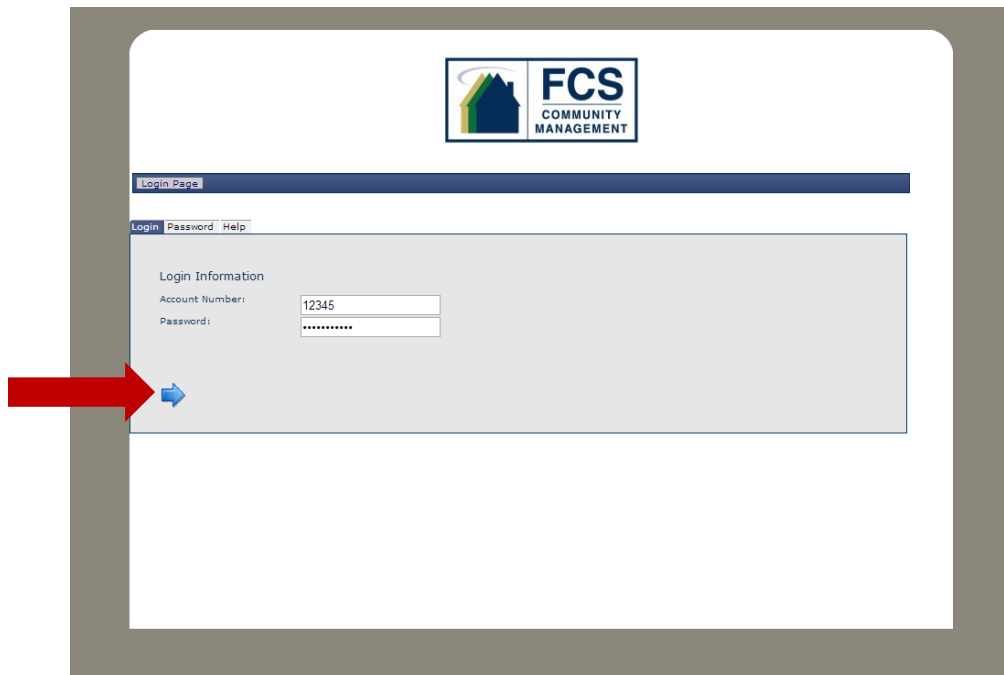 FCS
COMMUNITY
MANAGEMENT
Login Page
Login Password Help
Login Information
Account Number: 12345
Password: •••••••••••